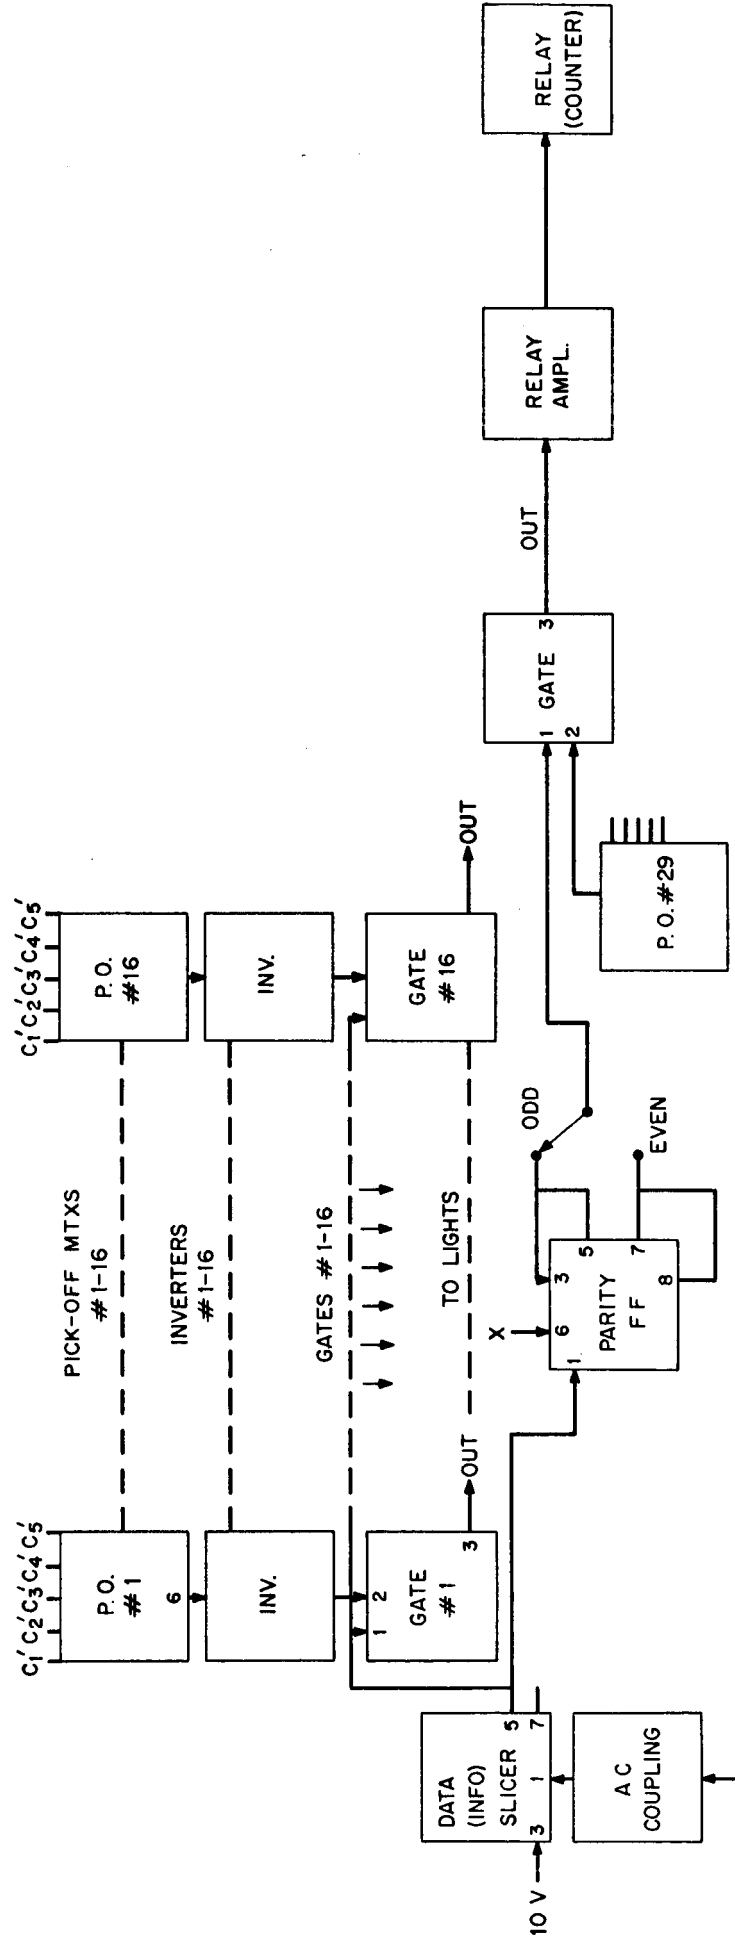 C1' C2' C3' C4' C5'
P.O.
#1
6
PICK-OFF MTXS
#1-16
C1' C2' C3' C4' C5'
P.O.
#16
INV.
INVERTERS
#1-16
INV.
1 2
GATE
#1
3
OUT
GATES #1-16
TO LIGHTS
GATE
#16
OUT
DATA
(INFO)
SLICER
3 1 5 7
10 V
AC
COUPLING
X
1 6 3 5
PARITY
FF
8 7
ODD
EVEN
P.O.#29
1
2
GATE 3
OUT
RELAY
AMPL.
RELAY
(COUNTER)